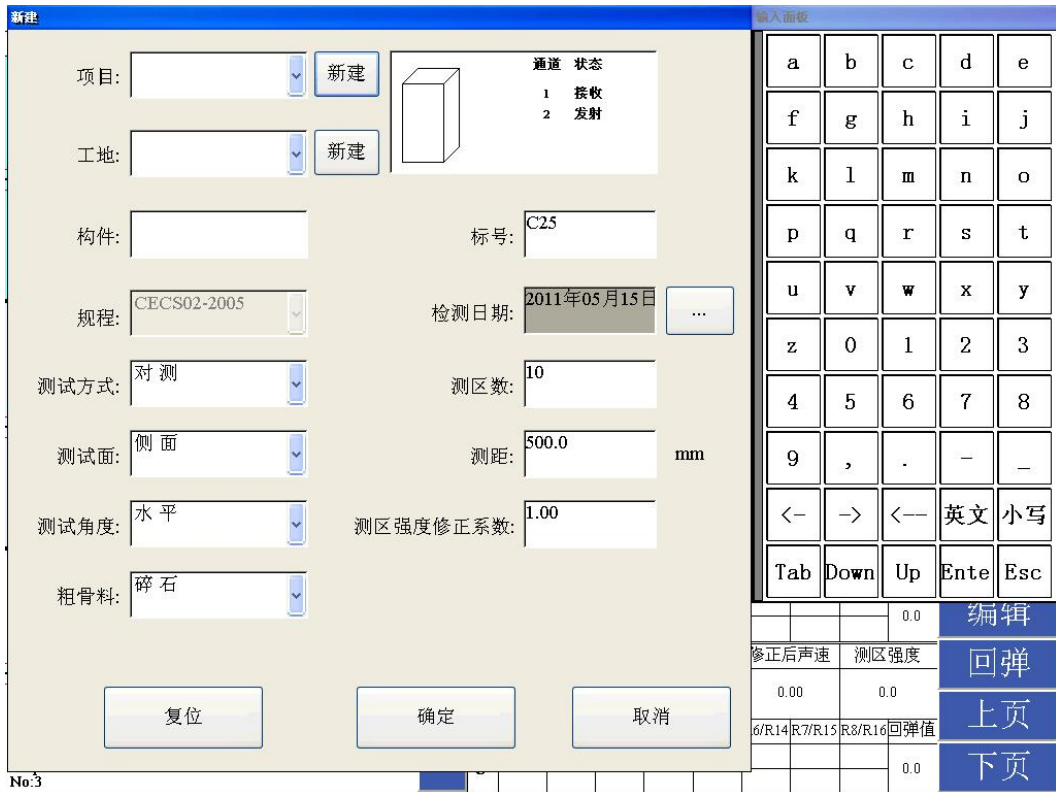 新建
项目:
新建
通道 状态
1 接收
2 发射
工地:
新建
构件:
标号: C25
规程: CECS02-2005
检测日期: 2011年05月15日
...
测试方式: 对 测
测区数: 10
测试面: 侧 面
测距: 500.0 mm
测试角度: 水 平
测区强度修正系数: 1.00
粗骨料: 碎 石
复位 确定 取消
No:3
输入面板
a b c d e
f g h i j
k l m n o
p q r s t
u v w x y
z 0 1 2 3
4 5 6 7 8
9 , . - _
<- -> <-- 英文 小写
Tab Down Up Ente Esc
0.0 编辑
修正后声速 测区强度 回弹
0.00 0.0
上页
6/R14 R7/R15 R8/R16 回弹值
0.0 下页